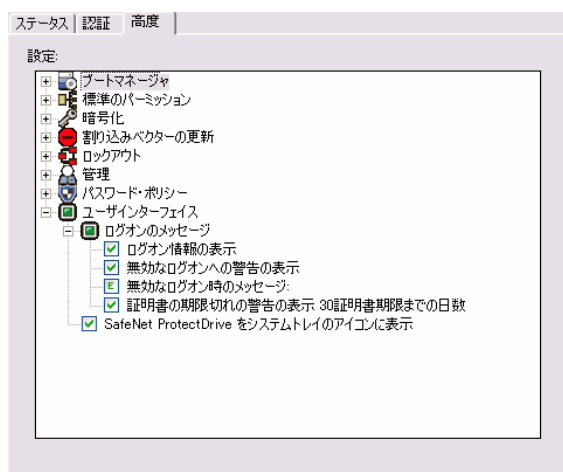 ステータス 認証 高度
設定:
ブートマネージャ
標準のパーミッション
暗号化
割り込みベクターの更新
ロックアウト
管理
パスワード・ポリシー
ユーザインターフェイス
ログオンのメッセージ
ログオン情報の表示
無効なログオンへの警告の表示
E 無効なログオン時のメッセージ:
証明書の期限切れの警告の表示 30証明書期限までの日数
SafeNet ProtectDrive をシステムトレイのアイコンに表示